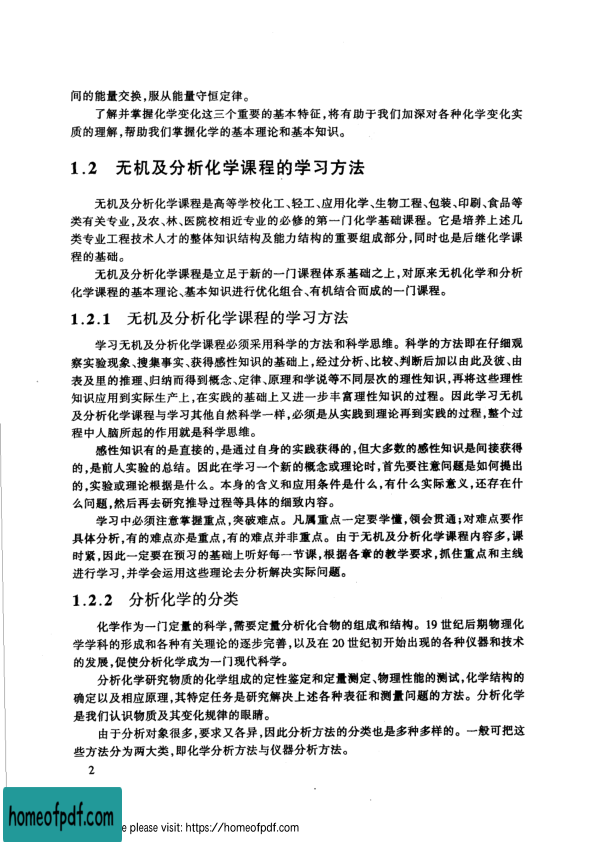 间的能量交换,服从能量守恒定律。
了解并掌握化学变化这三个重要的基本特征,将有助于我们加深对各种化学变化实
质的理解,帮助我们掌握化学的基本理论和基本知识。
1.2 无机及分析化学课程的学习方法
无机及分析化学课程是高等学校化工、轻工、应用化学、生物工程、包装、印刷、食品等
类有关专业,及农、林、医院校相近专业的必修的第一门化学基础课程。它是培养上述几
类专业工程技术人才的整体知识结构及能力结构的重要组成部分,同时也是后继化学课
程的基础。
无机及分析化学课程是立足于新的一门课程体系基础之上,对原来无机化学和分析
化学课程的基本理论、基本知识进行优化组合、有机结合而成的一门课程。
1.2.1 无机及分析化学课程的学习方法
学习无机及分析化学课程必须采用科学的方法和科学思维。科学的方法即在仔细观
察实验现象、搜集事实、获得感性知识的基础上,经过分析、比较、判断后加以由此及彼、由
表及里的推理、归纳而得到概念、定律、原理和学说等不同层次的理性知识,再将这些理性
知识应用到实际生产上,在实践的基础上又进一步丰富理性知识的过程。因此学习无机
及分析化学课程与学习其他自然科学一样,必须是从实践到理论再到实践的过程,整个过
程中人脑所起的作用就是科学思维。
感性知识有的是直接的,是通过自身的实践获得的,但大多数的感性知识是间接获得
的,是前人实验的总结。因此在学习一个新的概念或理论时,首先要注意问题是如何提出
的,实验或理论根据是什么。本身的含义和应用条件是什么,有什么实际意义,还存在什
么问题,然后再去研究推导过程等具体的细致内容。
学习中必须注意掌握重点,突破难点。凡属重点一定要学懂,领会贯通;对难点要作
具体分析,有的难点亦是重点,有的难点并非重点。由于无机及分析化学课程内容多,课
时紧,因此一定要在预习的基础上听好每一节课,根据各章的教学要求,抓住重点和主线
进行学习,并学会运用这些理论去分析解决实际问题。
1.2.2 分析化学的分类
化学作为一门定量的科学,需要定量分析化合物的组成和结构。19 世纪后期物理化
学学科的形成和各种有关理论的逐步完善,以及在 20 世纪初开始出现的各种仪器和技术
的发展,促使分析化学成为一门现代科学。
分析化学研究物质的化学组成的定性鉴定和定量测定、物理性能的测试,化学结构的
确定以及相应原理,其特定任务是研究解决上述各种表征和测量问题的方法。分析化学
是我们认识物质及其变化规律的眼睛。
由于分析对象很多,要求又各异,因此分析方法的分类也是多种多样的。一般可把这
些方法分为两大类,即化学分析方法与仪器分析方法。
2
homeofpdf.com
e please visit: https://homeofpdf.com